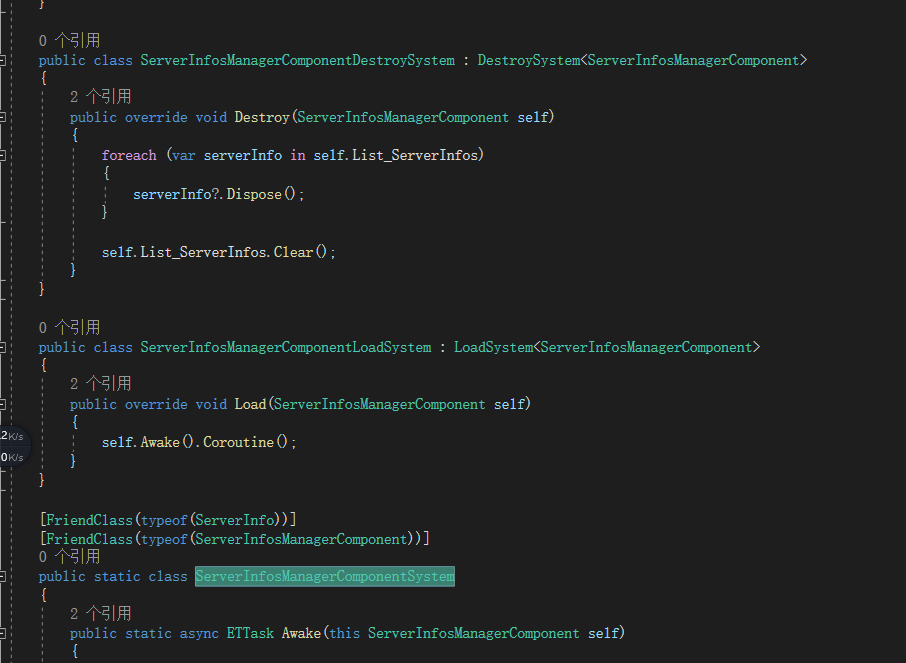 }
0 个引用
public class ServerInfosManagerComponentDestroySystem : DestroySystem<ServerInfosManagerComponent>
{
2 个引用
public override void Destroy(ServerInfosManagerComponent self)
{
foreach (var serverInfo in self.List_ServerInfos)
{
serverInfo?.Dispose();
}
self.List_ServerInfos.Clear();
}
}
0 个引用
public class ServerInfosManagerComponentLoadSystem : LoadSystem<ServerInfosManagerComponent>
{
2 个引用
public override void Load(ServerInfosManagerComponent self)
{
.2K/s
self.Awake().Coroutine();
0K/s
}
}
[FriendClass(typeof(ServerInfo))]
[FriendClass(typeof(ServerInfosManagerComponent))]
0 个引用
public static class ServerInfosManagerComponentSystem
{
2 个引用
public static async ETTask Awake(this ServerInfosManagerComponent self)
{